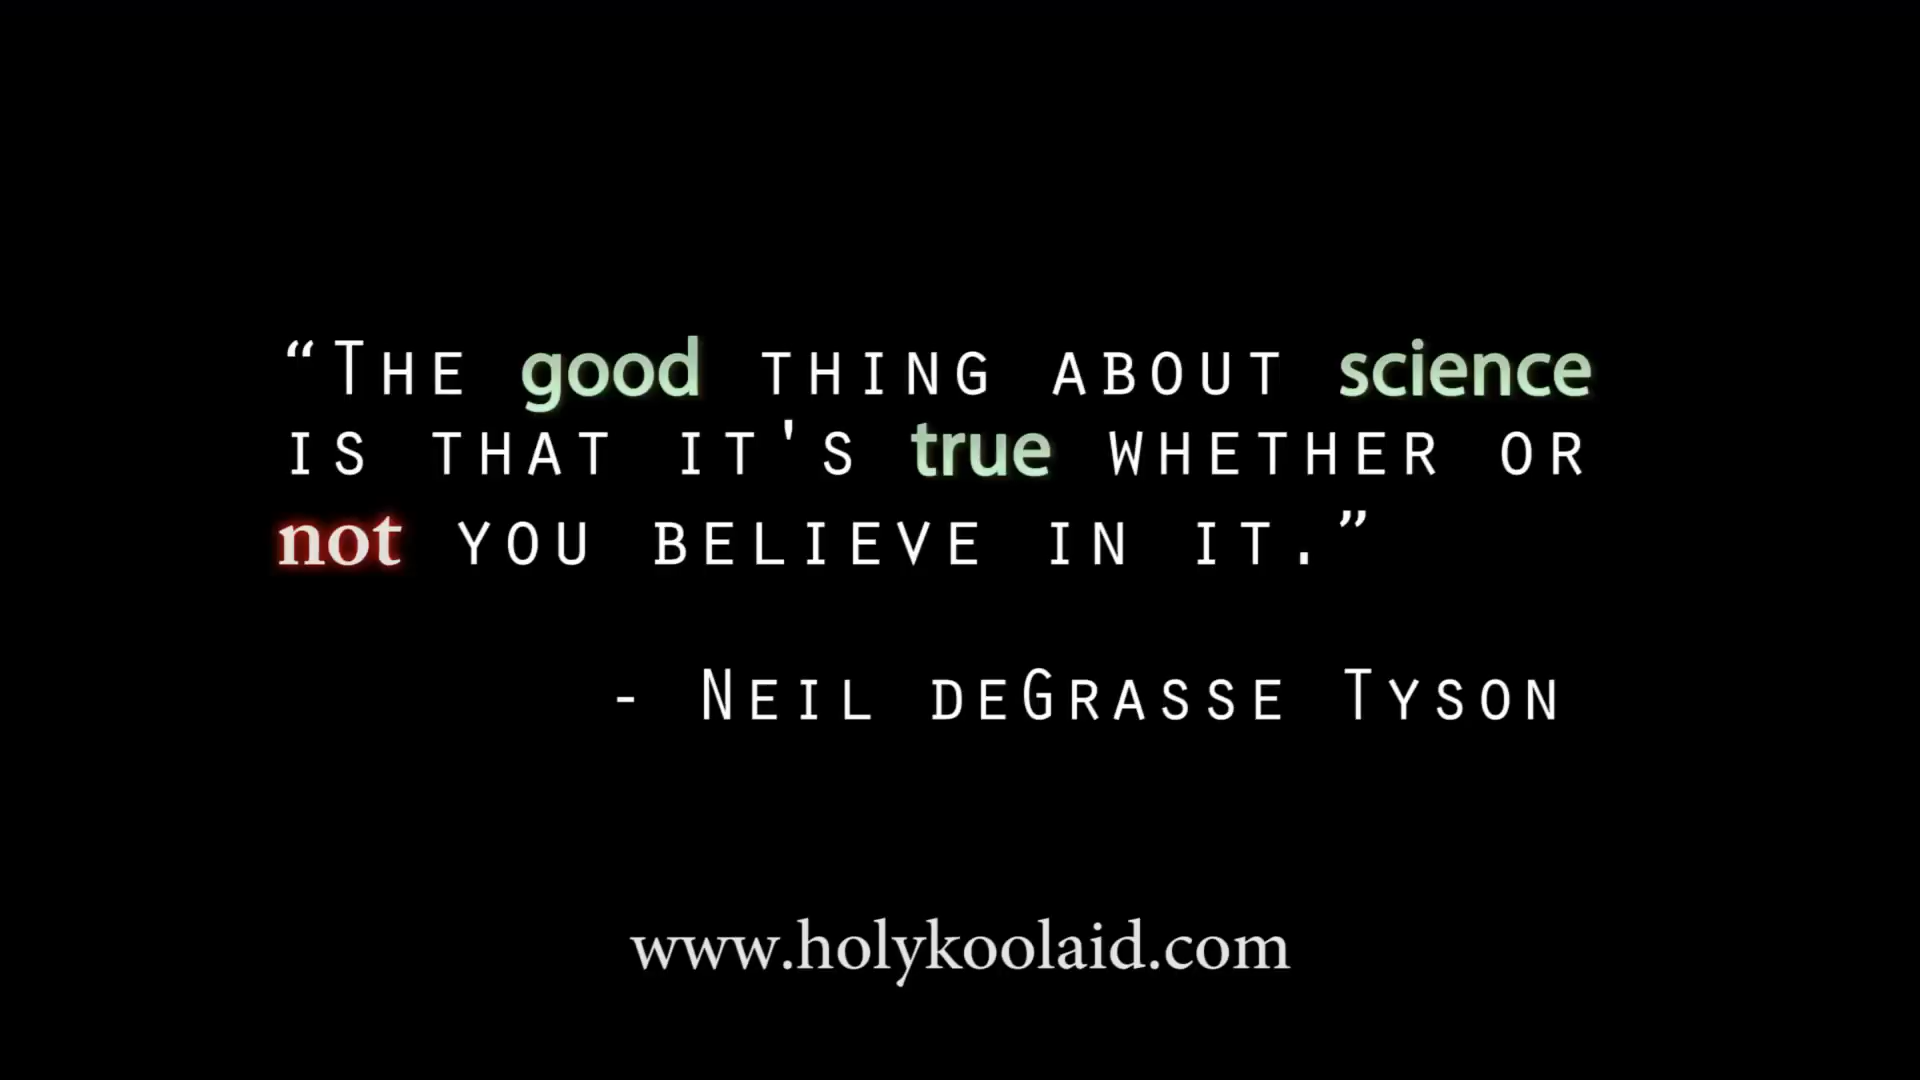 “The good thing about science
is that it's true whether or
not you believe in it.”
- Neil deGrasse Tyson
www.holykoolaid.com